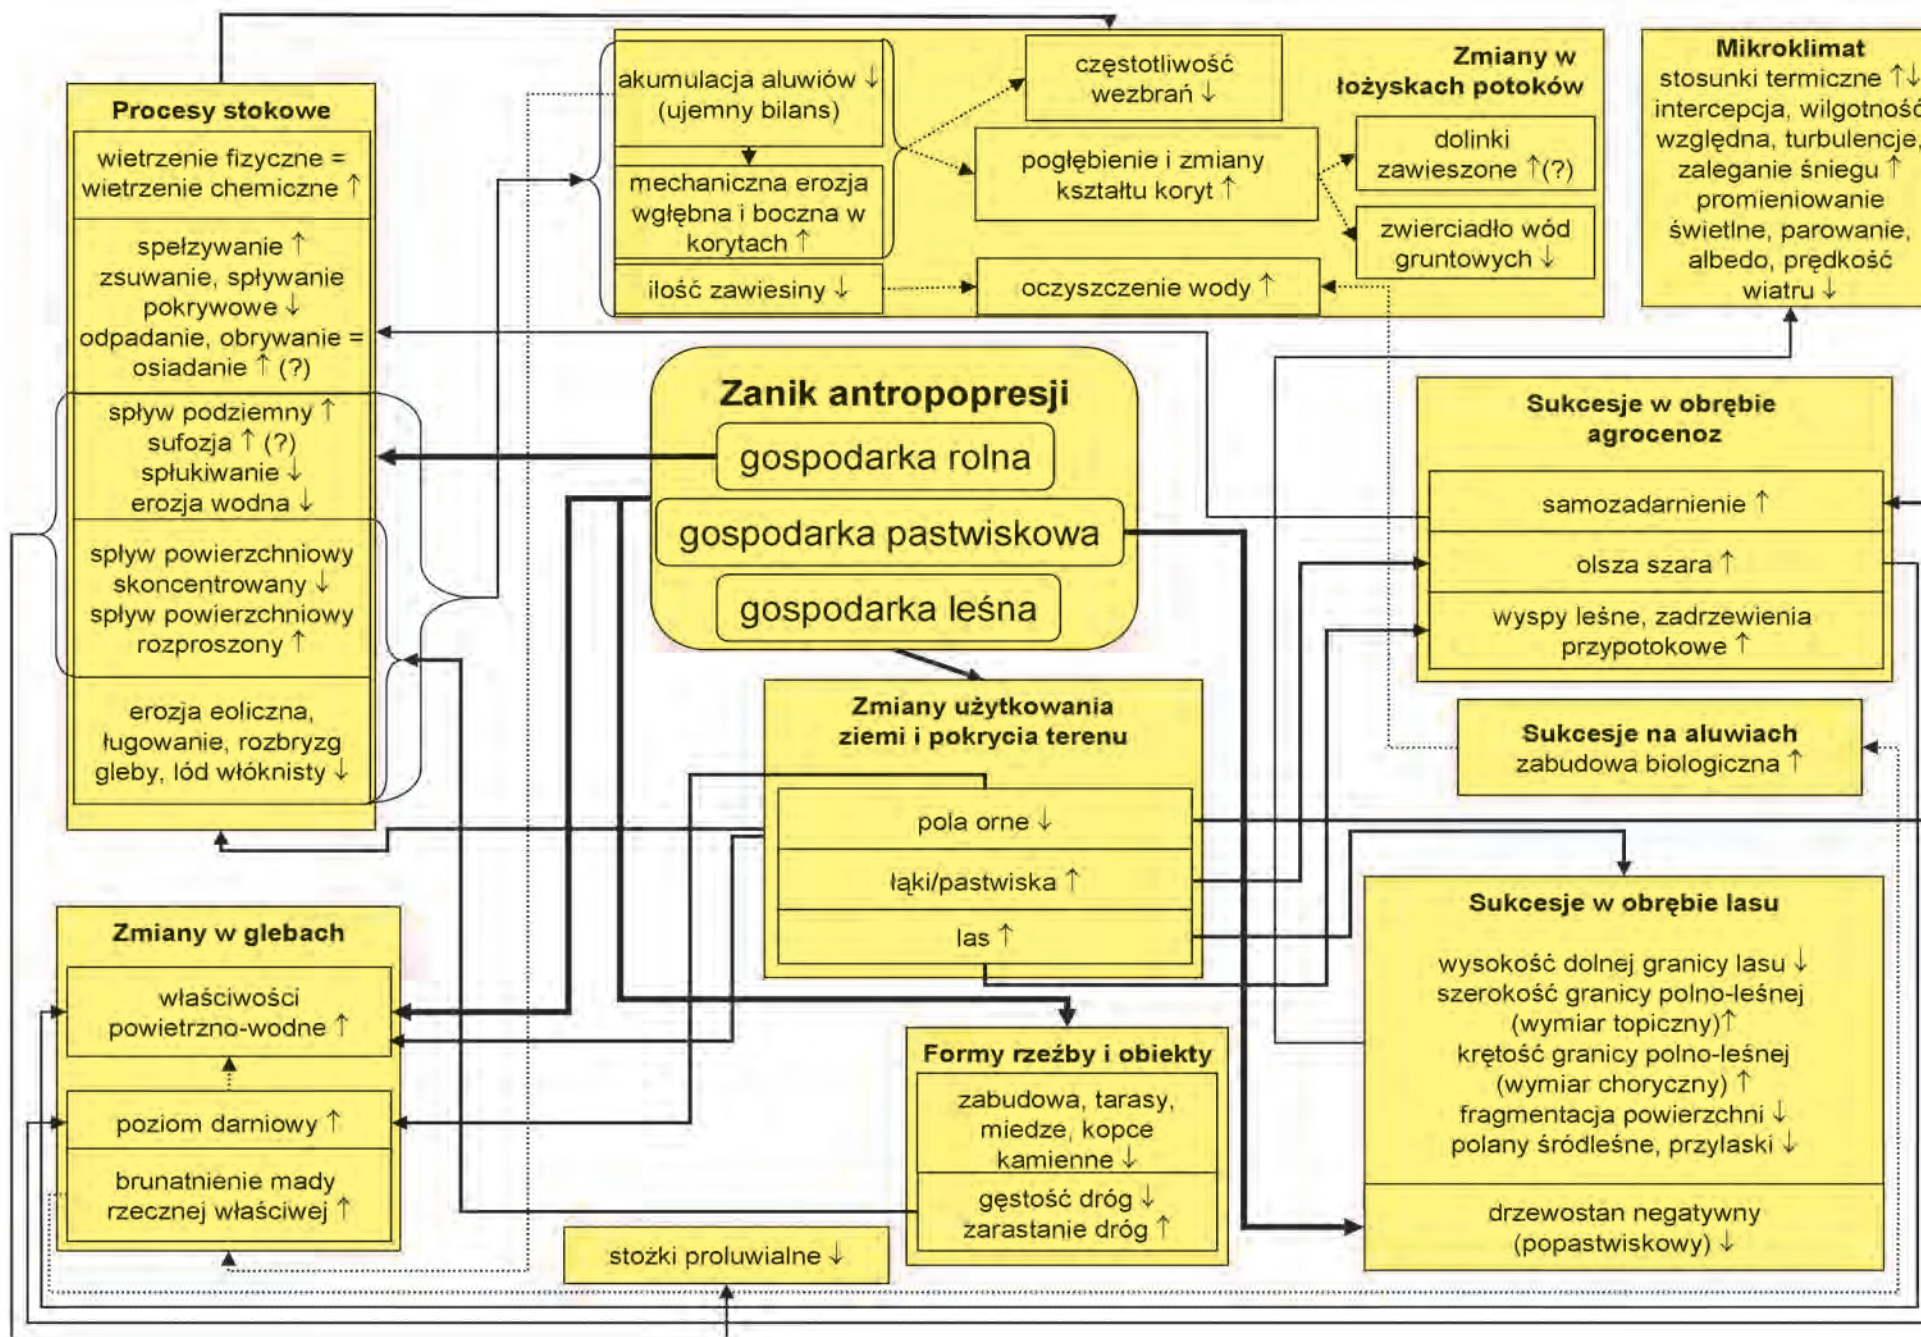 Procesy stokowe
wietrzenie fizyczne =
wietrzenie chemiczne ↑
spełzywanie ↑
zsuwanie, spływanie
pokrywowe ↓
odpadanie, obrywanie =
osiadanie ↑ (?)
spływ podziemny ↑
sufozja ↑ (?)
spłukiwanie ↓
erozja wodna ↓
spływ powierzchniowy
skoncentrowany ↓
spływ powierzchniowy
rozproszony ↑
erozja eoliczna,
ługowanie, rozbryzg
gleby, lód włóknisty ↓
Zmiany w
łożyskach potoków
akumulacja aluwiów ↓
(ujemny bilans)
mechaniczna erozja
wgłębna i boczna w
korytach ↑
ilość zawiesiny ↓
częstotliwość
wezbrań ↓
pogłębienie i zmiany
kształtu koryt ↑
oczyszczenie wody ↑
dolinki
zawieszone ↑(?)
zwierciadło wód
gruntowych ↓
Mikroklimat
stosunki termiczne ↑↓
intercepcja, wilgotność
względna, turbulencje,
zaleganie śniegu ↑
promieniowanie
świetlne, parowanie,
albedo, prędkość
wiatru ↓
Zanik antropopresji
gospodarka rolna
gospodarka pastwiskowa
gospodarka leśna
Sukcesje w obrębie
agrocenoz
samozadarnienie ↑
olsza szara ↑
wyspy leśne, zadrzewienia
przypotokowe ↑
Sukcesje na aluwiach
zabudowa biologiczna ↑
Zmiany użytkowania
ziemi i pokrycia terenu
pola orne ↓
łąki/pastwiska ↑
las ↑
Sukcesje w obrębie lasu
wysokość dolnej granicy lasu ↓
szerokość granicy polno-leśnej
(wymiar topiczny)↑
krętość granicy polno-leśnej
(wymiar choryczny) ↑
fragmentacja powierzchni ↓
polany śródleśne, przylaski ↓
drzewostan negatywny
(popastwiskowy) ↓
Zmiany w glebach
właściwości
powietrzno-wodne ↑
poziom darniowy ↑
brunatnienie mady
rzecznej właściwej ↑
Formy rzeźby i obiekty
zabudowa, tarasy,
miedze, kopce
kamienne ↓
gęstość dróg ↓
zarastanie dróg ↑
stożki proluwialne ↓